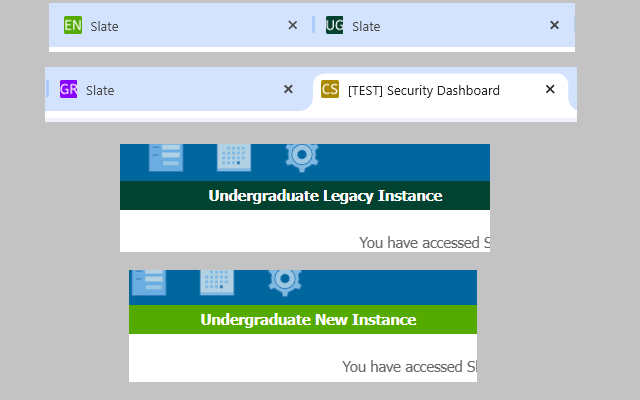 EN Slate UG Slate
GR Slate CS [TEST] Security Dashboard
Undergraduate Legacy Instance
You have accessed S
Undergraduate New Instance
You have accessed Sl